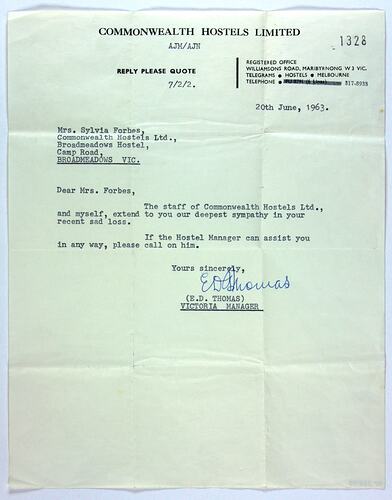 COMMONWEALTH HOSTELS LIMITED
AJM/AJN
1328
REPLY PLEASE QUOTE
7/2/2.
REGISTERED OFFICE
WILLIAMSONS ROAD, MARIBYRNONG W 3 VIC.
TELEGRAMS • HOSTELS • MELBOURNE
TELEPHONE • 317-8938
20th June, 1963.
Mrs. Sylvia Forbes,
Commonwealth Hostels Ltd.,
Broadmeadows Hostel,
Camp Road,
BROADMEADOWS VIC.
Dear Mrs. Forbes,
The staff of Commonwealth Hostels Ltd.,
and myself, extend to you our deepest sympathy in your
recent sad loss.
If the Hostel Manager can assist you
in any way, please call on him.
Yours sincerely,
E D Thomas
(E.D. THOMAS)
VICTORIA MANAGER